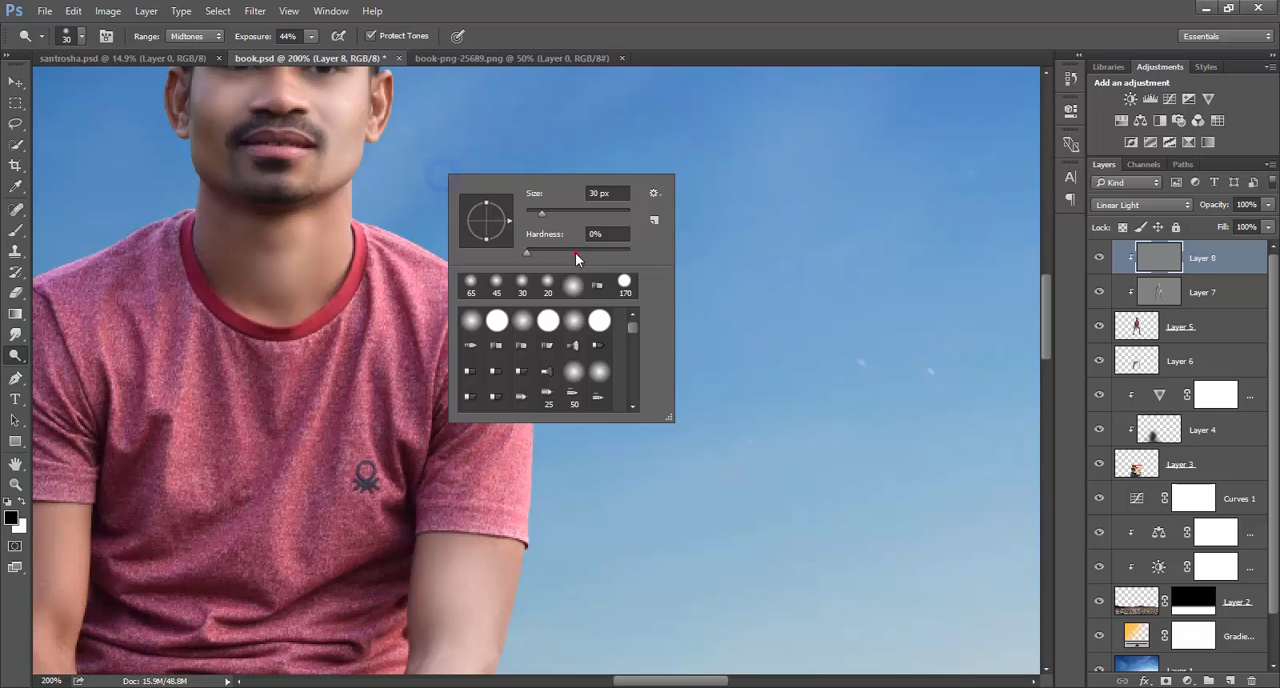 Ps File Edit Image Layer Type Select Filter View Window Help
30 Range: Midtones Exposure: 44% Protect Tones Essentials
santrosha.psd @ 14.9% (Layer 0, RGB/8) × book.psd @ 200% (Layer 8, RGB/8) * × book-png-25689.png @ 50% (Layer 0, RGB/8#) ×
Libraries Adjustments Styles
Add an adjustment
Layers Channels Paths
Kind
Linear Light Opacity: 100%
Lock: Fill: 100%
Layer 8
Layer 7
Layer 5
Layer 6
...
Layer 4
Layer 3
Curves 1
...
...
Layer 2
Gradie...
Layer 1
Size: 30 px
Hardness: 0%
65 45 30 20 170
25 50
200% Doc: 15.9M/48.8M